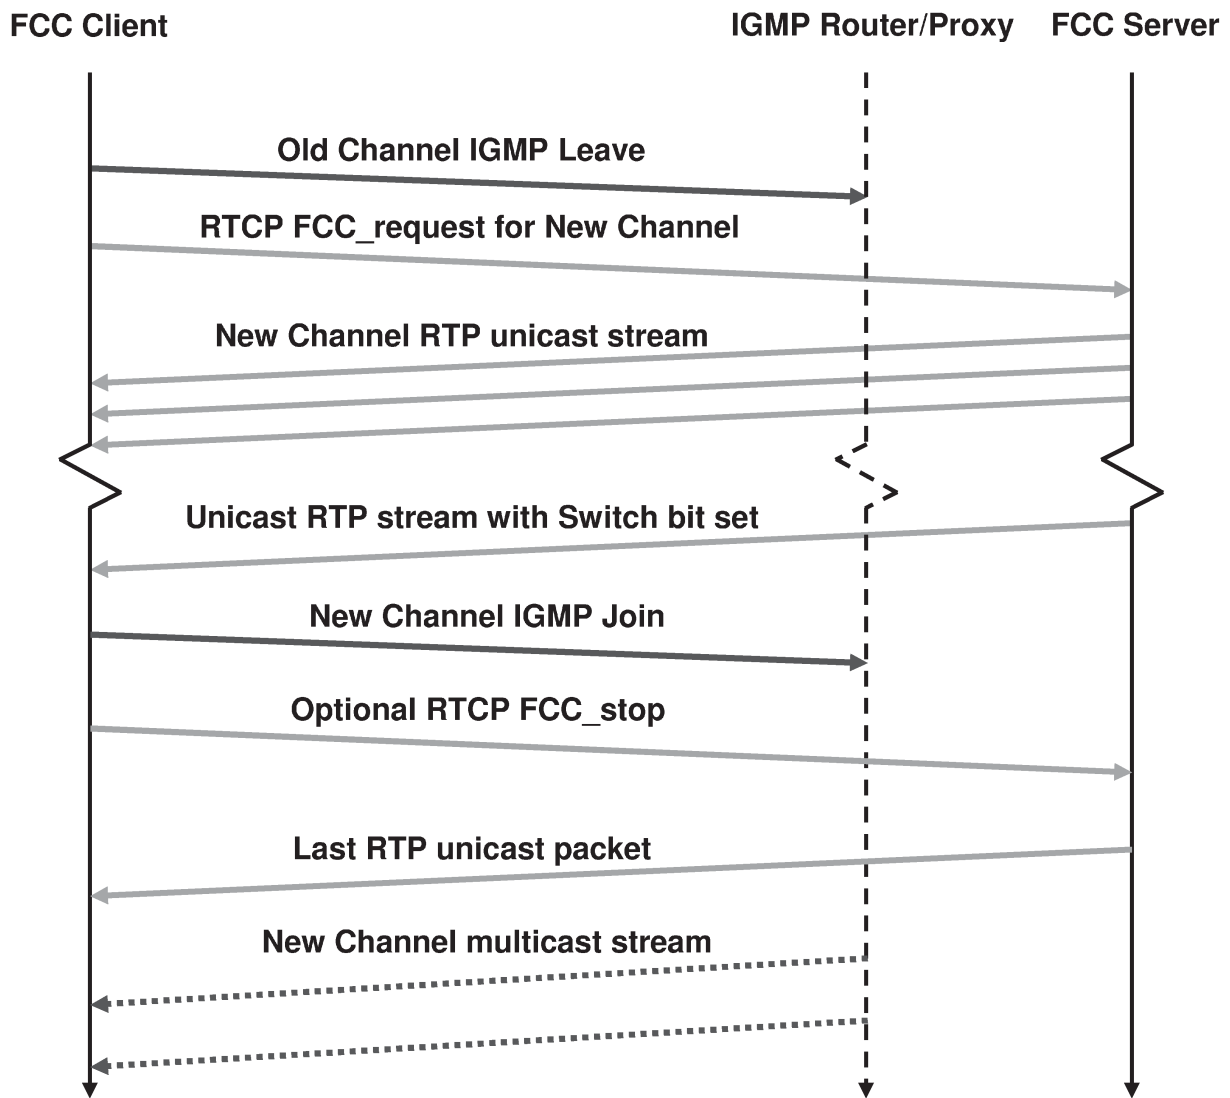 FCC Client
IGMP Router/Proxy
FCC Server
Old Channel IGMP Leave
RTCP FCC_request for New Channel
New Channel RTP unicast stream
Unicast RTP stream with Switch bit set
New Channel IGMP Join
Optional RTCP FCC_stop
Last RTP unicast packet
New Channel multicast stream